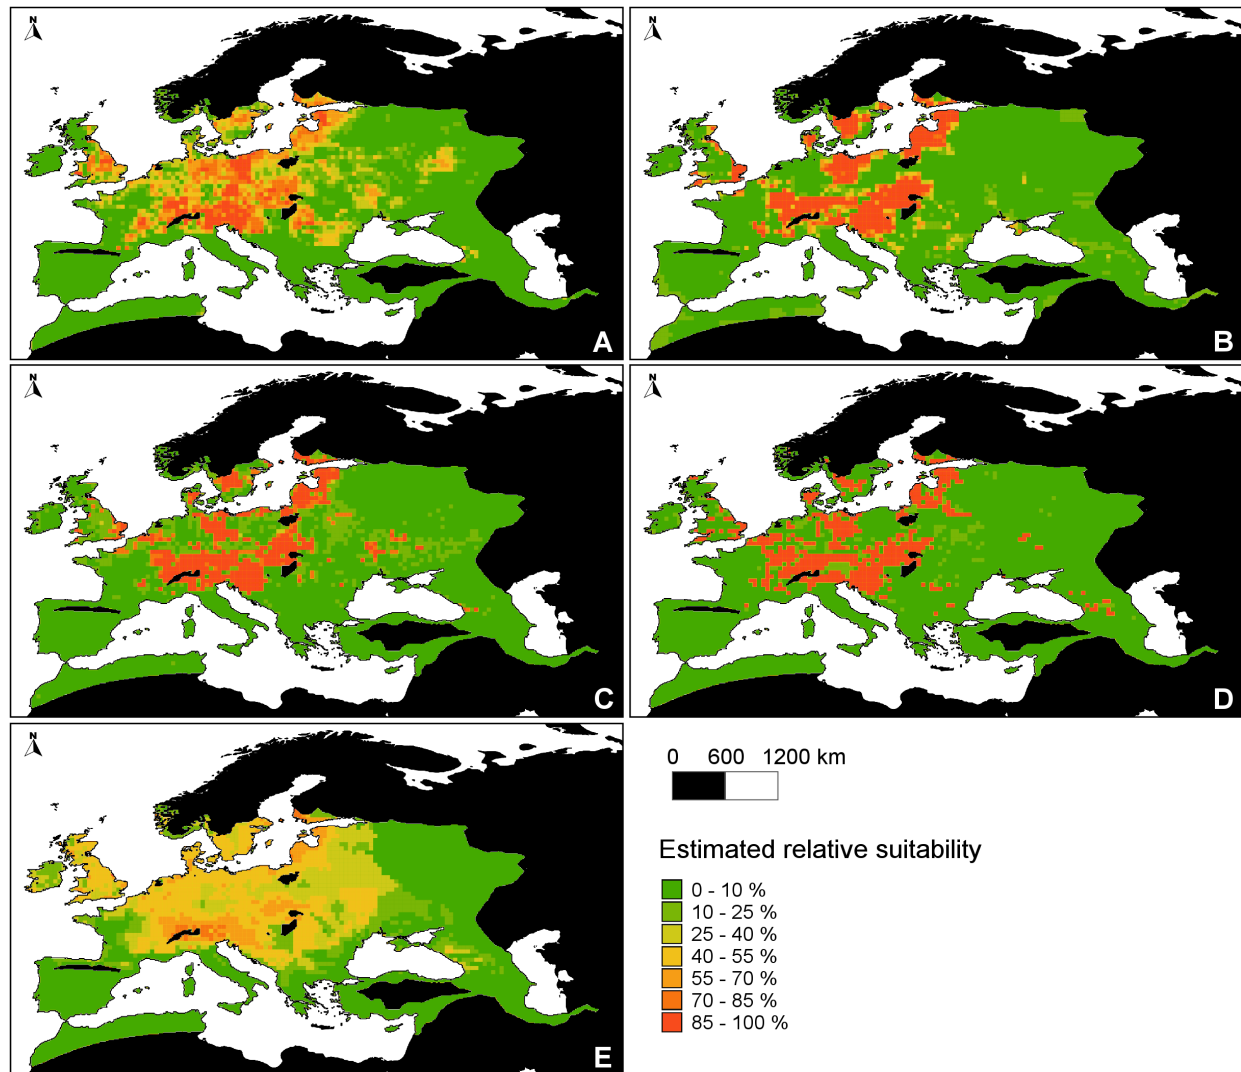 N
A
N
B
N
C
N
D
N
E
0 600 1200 km
Estimated relative suitability
0 - 10 %
10 - 25 %
25 - 40 %
40 - 55 %
55 - 70 %
70 - 85 %
85 - 100 %